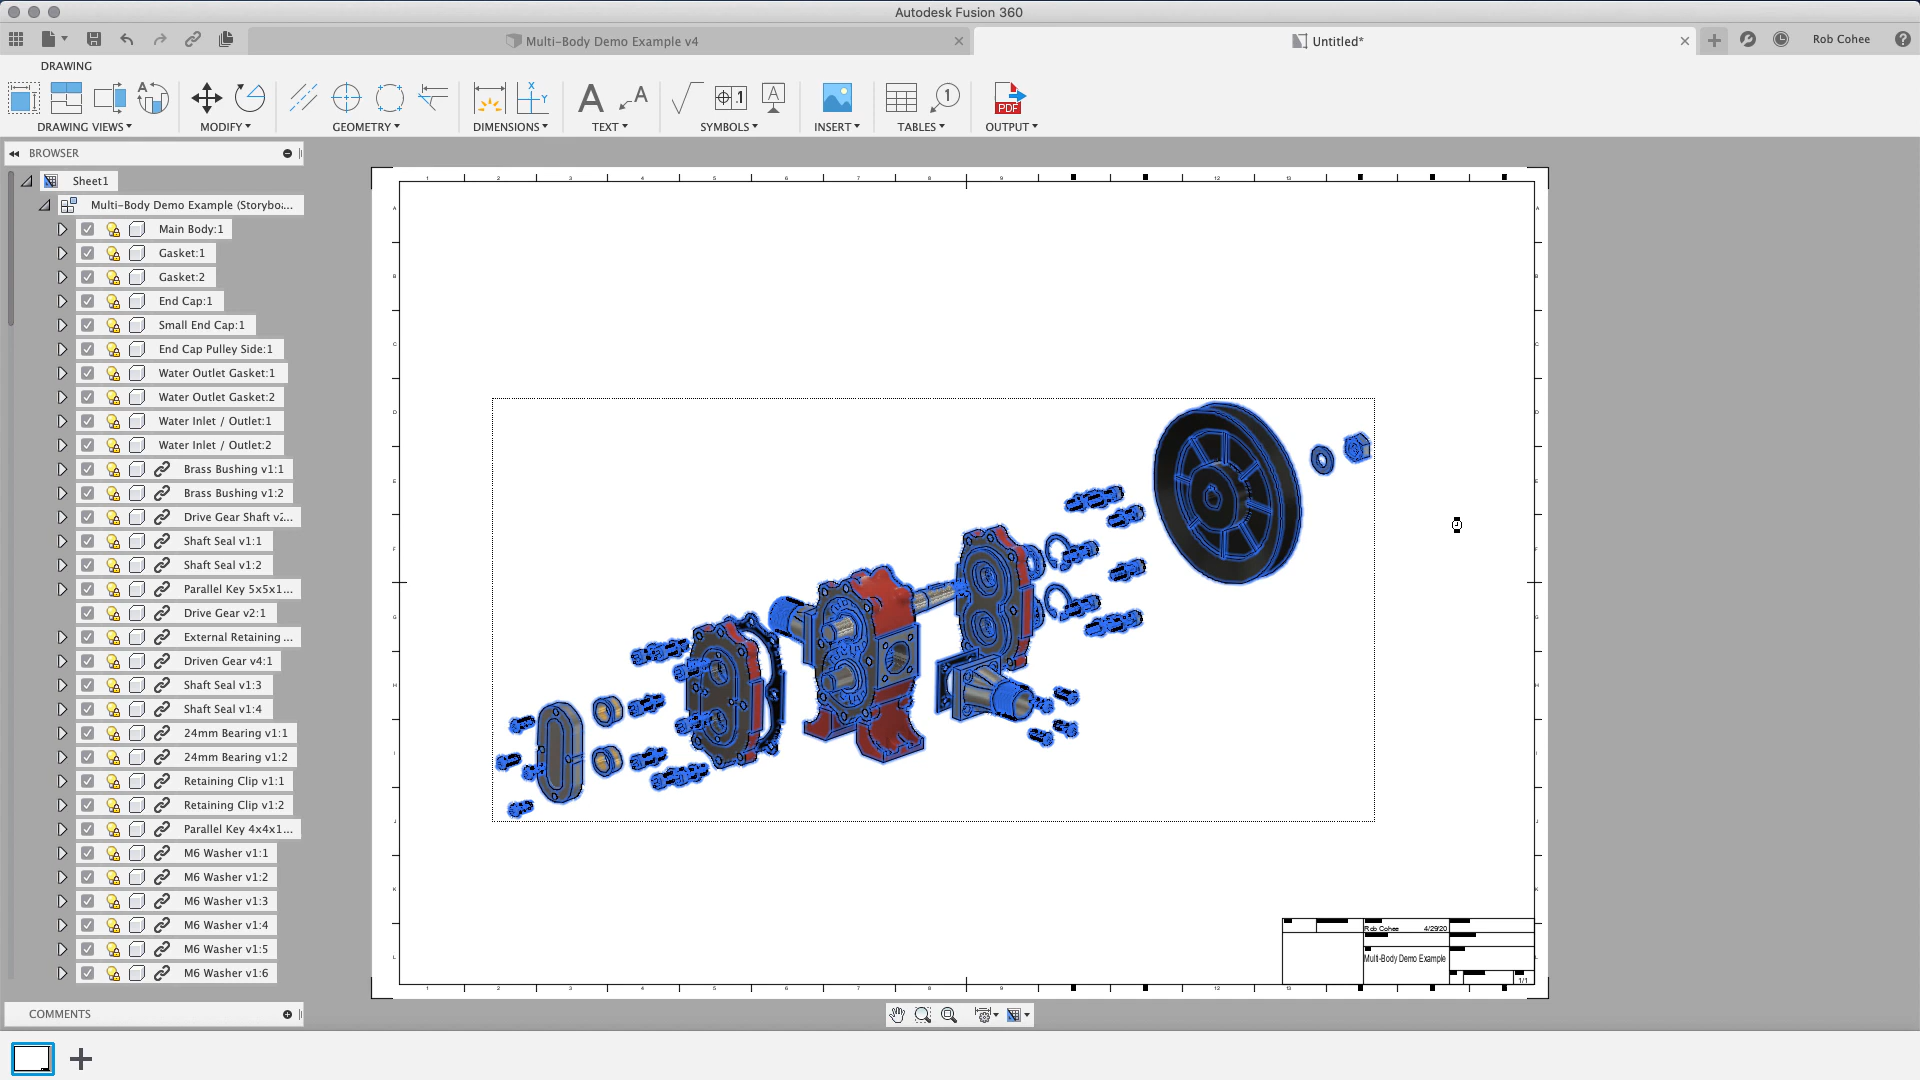 Autodesk Fusion 360
Multi-Body Demo Example v4
Untitled*
Rob Cohee
DRAWING
DRAWING VIEWS
MODIFY
GEOMETRY
DIMENSIONS
TEXT
SYMBOLS
INSERT
TABLES
OUTPUT
BROWSER
Sheet1
Multi-Body Demo Example (Storyboa...
Main Body:1
Gasket:1
Gasket:2
End Cap:1
Small End Cap:1
End Cap Pulley Side:1
Water Outlet Gasket:1
Water Outlet Gasket:2
Water Inlet / Outlet:1
Water Inlet / Outlet:2
Brass Bushing v1:1
Brass Bushing v1:2
Drive Gear Shaft v2...
Shaft Seal v1:1
Shaft Seal v1:2
Parallel Key 5x5x1...
Drive Gear v2:1
External Retaining ...
Driven Gear v4:1
Shaft Seal v1:3
Shaft Seal v1:4
24mm Bearing v1:1
24mm Bearing v1:2
Retaining Clip v1:1
Retaining Clip v1:2
Parallel Key 4x4x1...
M6 Washer v1:1
M6 Washer v1:2
M6 Washer v1:3
M6 Washer v1:4
M6 Washer v1:5
M6 Washer v1:6
Rob Cohee 4/29/20
Multi-Body Demo Example
1/1
COMMENTS